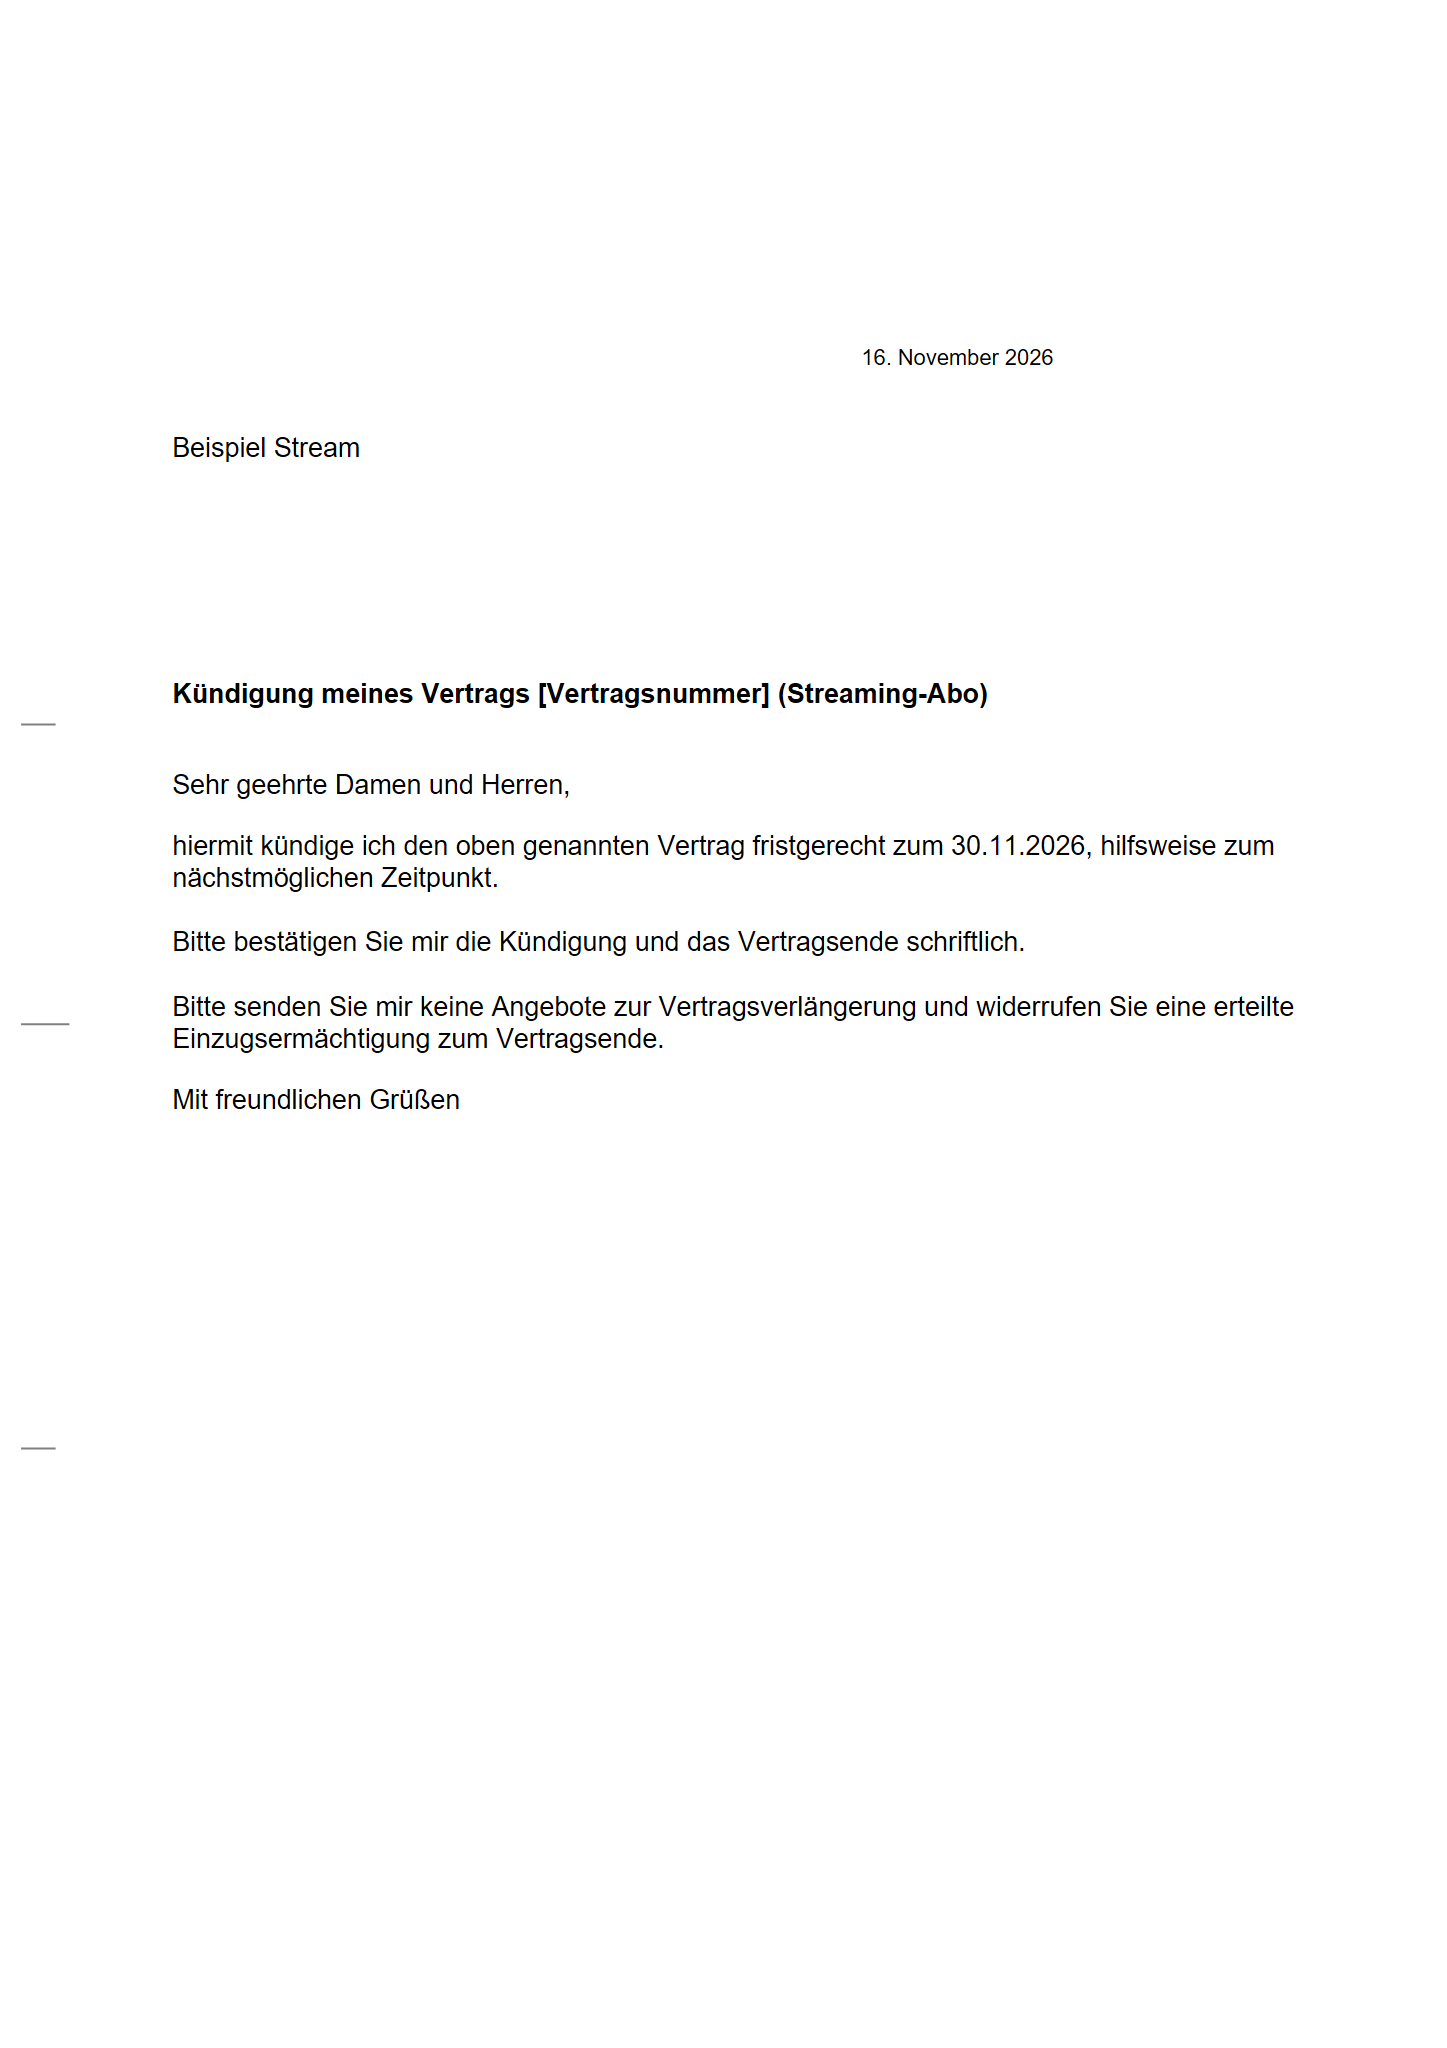 16. November 2026
Beispiel Stream
Kündigung meines Vertrags [Vertragsnummer] (Streaming-Abo)
Sehr geehrte Damen und Herren,
hiermit kündige ich den oben genannten Vertrag fristgerecht zum 30.11.2026, hilfsweise zum
nächstmöglichen Zeitpunkt.
Bitte bestätigen Sie mir die Kündigung und das Vertragsende schriftlich.
Bitte senden Sie mir keine Angebote zur Vertragsverlängerung und widerrufen Sie eine erteilte
Einzugsermächtigung zum Vertragsende.
Mit freundlichen Grüßen